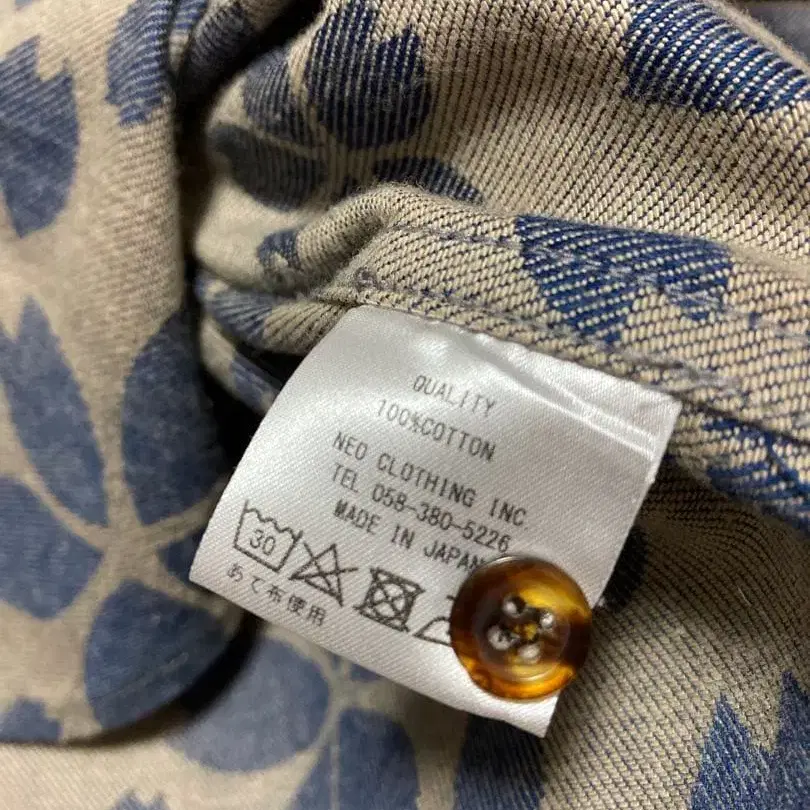 QUALITY
100%COTTON
NEO CLOTHING INC
TEL 058-380-5226
MADE IN JAPAN
30
あて布使用